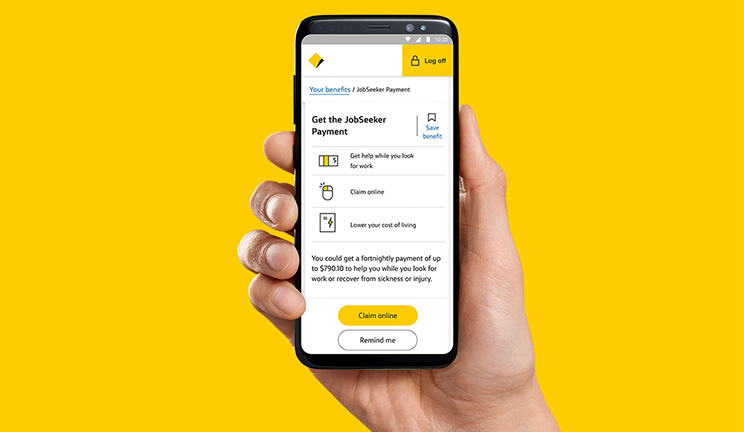 10:00
Log off
Your benefits / JobSeeker Payment
Get the JobSeeker
Payment
Save
benefit
$
Get help while you look
for work
Claim online
Lower your cost of living
You could get a fortnightly payment of up
to $790.10 to help you while you look for
work or recover from sickness or injury.
Claim online
Remind me